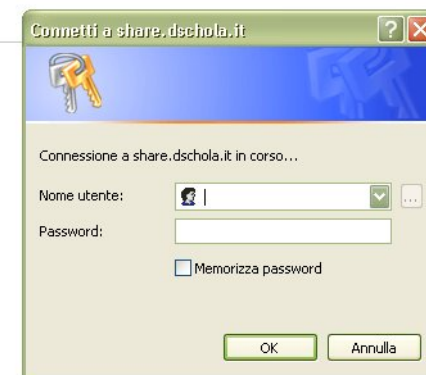 Connetti a share.dschola.it
Connessione a share.dschola.it in corso...
Nome utente:
Password:
Memorizza password
OK
Annulla